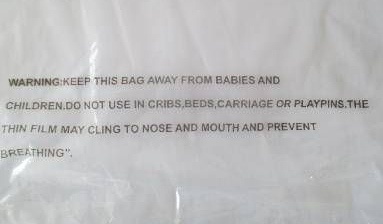 WARNING:KEEP THIS BAG AWAY FROM BABIES AND
CHILDREN.DO NOT USE IN CRIBS,BEDS,CARRIAGE OR PLAYPINS.THE
THIN FILM MAY CLING TO NOSE AND MOUTH AND PREVENT
BREATHING".